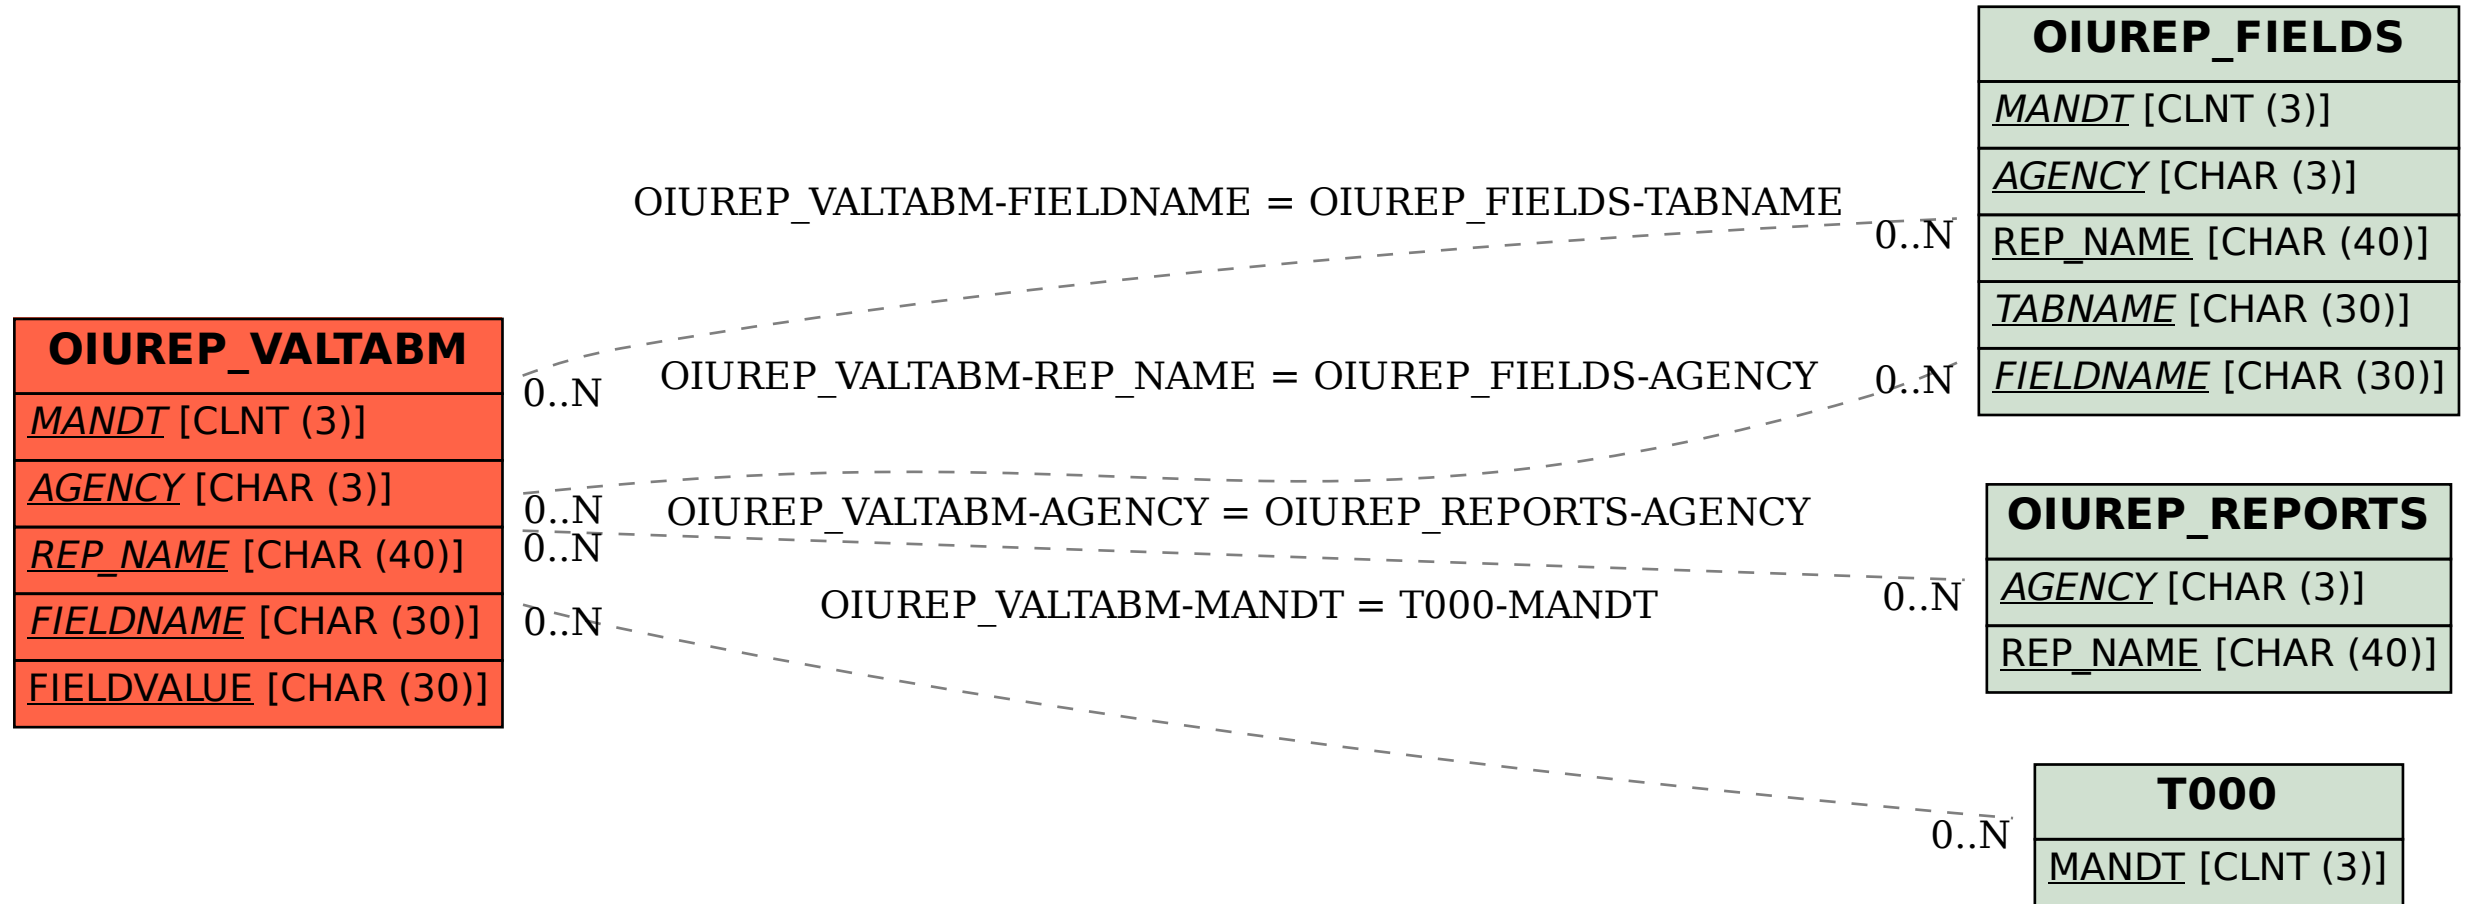 OIUREP_VALTABM
MANDT [CLNT (3)]
AGENCY [CHAR (3)]
REP_NAME [CHAR (40)]
FIELDNAME [CHAR (30)]
FIELDVALUE [CHAR (30)]
OIUREP_VALTABM-FIELDNAME = OIUREP_FIELDS-TABNAME
0..N
0..N
OIUREP_VALTABM-REP_NAME = OIUREP_FIELDS-AGENCY
0..N
0..N
OIUREP_VALTABM-AGENCY = OIUREP_REPORTS-AGENCY
0..N
0..N
OIUREP_VALTABM-MANDT = T000-MANDT
0..N
0..N
OIUREP_FIELDS
MANDT [CLNT (3)]
AGENCY [CHAR (3)]
REP_NAME [CHAR (40)]
TABNAME [CHAR (30)]
FIELDNAME [CHAR (30)]
OIUREP_REPORTS
AGENCY [CHAR (3)]
REP_NAME [CHAR (40)]
T000
MANDT [CLNT (3)]